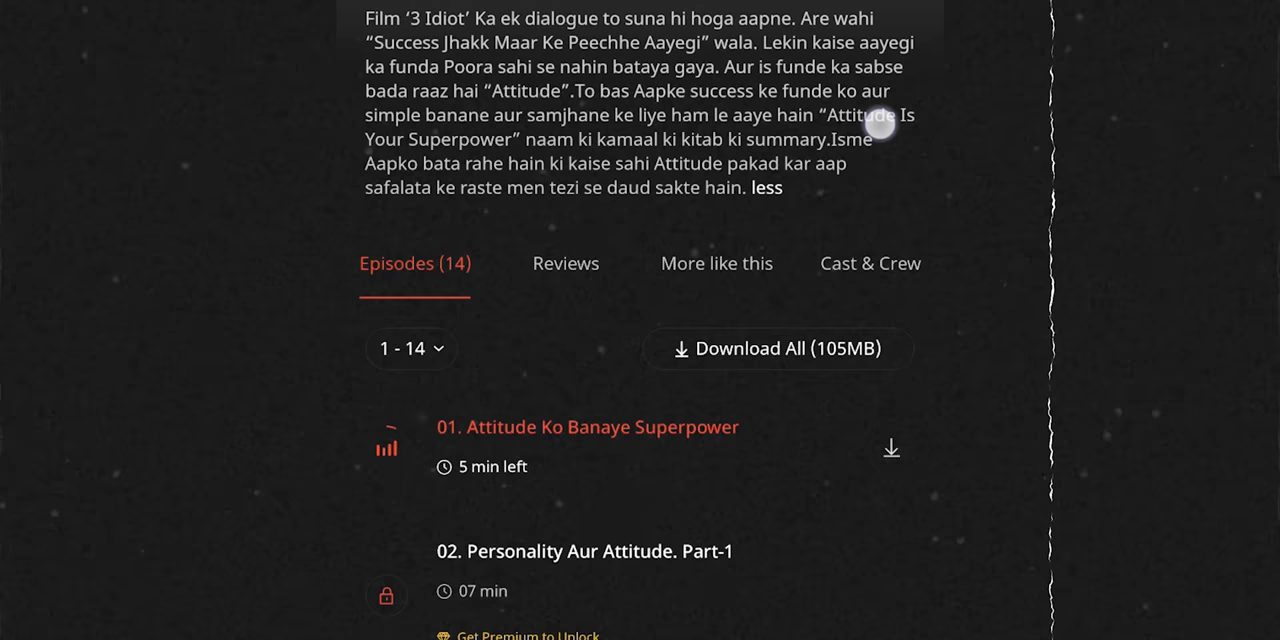 Film ‘3 Idiot’ Ka ek dialogue to suna hi hoga aapne. Are wahi
“Success Jhakk Maar Ke Peechhe Aayegi” wala. Lekin kaise aayegi
ka funda Poora sahi se nahin bataya gaya. Aur is funde ka sabse
bada raaz hai “Attitude”.To bas Aapke success ke funde ko aur
simple banane aur samjhane ke liye ham le aaye hain “Attitude Is
Your Superpower” naam ki kamaal ki kitab ki summary.Isme
Aapko bata rahe hain ki kaise sahi Attitude pakad kar aap
safalata ke raste men tezi se daud sakte hain. less
Episodes (14) Reviews More like this Cast & Crew
1 - 14 Download All (105MB)
01. Attitude Ko Banaye Superpower
5 min left
02. Personality Aur Attitude. Part-1
07 min
Get Premium to Unlock